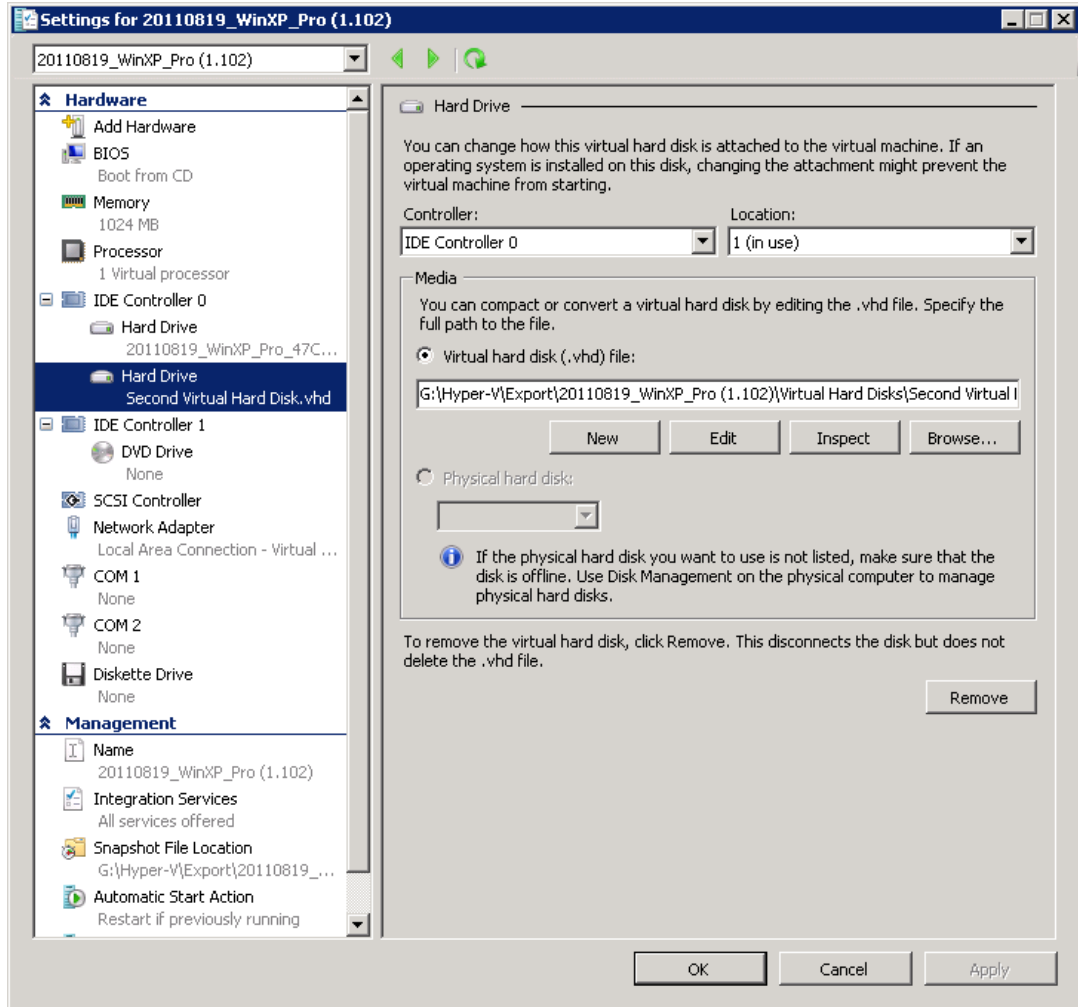 Settings for 20110819_WinXP_Pro (1.102)
20110819_WinXP_Pro (1.102)
Hardware
Add Hardware
BIOS
Boot from CD
Memory
1024 MB
Processor
1 Virtual processor
IDE Controller 0
Hard Drive
20110819_WinXP_Pro_47C...
Hard Drive
Second Virtual Hard Disk.vhd
IDE Controller 1
DVD Drive
None
SCSI Controller
Network Adapter
Local Area Connection - Virtual ...
COM 1
None
COM 2
None
Diskette Drive
None
Management
Name
20110819_WinXP_Pro (1.102)
Integration Services
All services offered
Snapshot File Location
G:\Hyper-V\Export\20110819_...
Automatic Start Action
Restart if previously running
Hard Drive
You can change how this virtual hard disk is attached to the virtual machine. If an
operating system is installed on this disk, changing the attachment might prevent the
virtual machine from starting.
Controller:
Location:
IDE Controller 0
1 (in use)
Media
You can compact or convert a virtual hard disk by editing the .vhd file. Specify the
full path to the file.
Virtual hard disk (.vhd) file:
G:\Hyper-V\Export\20110819_WinXP_Pro (1.102)\Virtual Hard Disks\Second Virtual
New
Edit
Inspect
Browse...
Physical hard disk:
If the physical hard disk you want to use is not listed, make sure that the
disk is offline. Use Disk Management on the physical computer to manage
physical hard disks.
To remove the virtual hard disk, click Remove. This disconnects the disk but does not
delete the .vhd file.
Remove
OK
Cancel
Apply